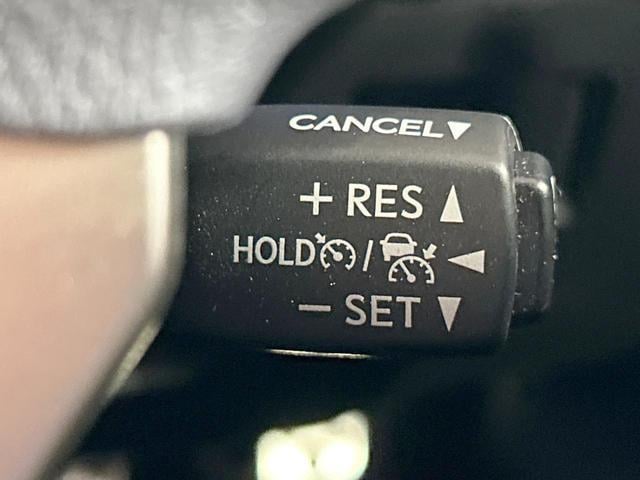 CANCEL▼
+ RES ▲
HOLD / ◀
− SET ▼